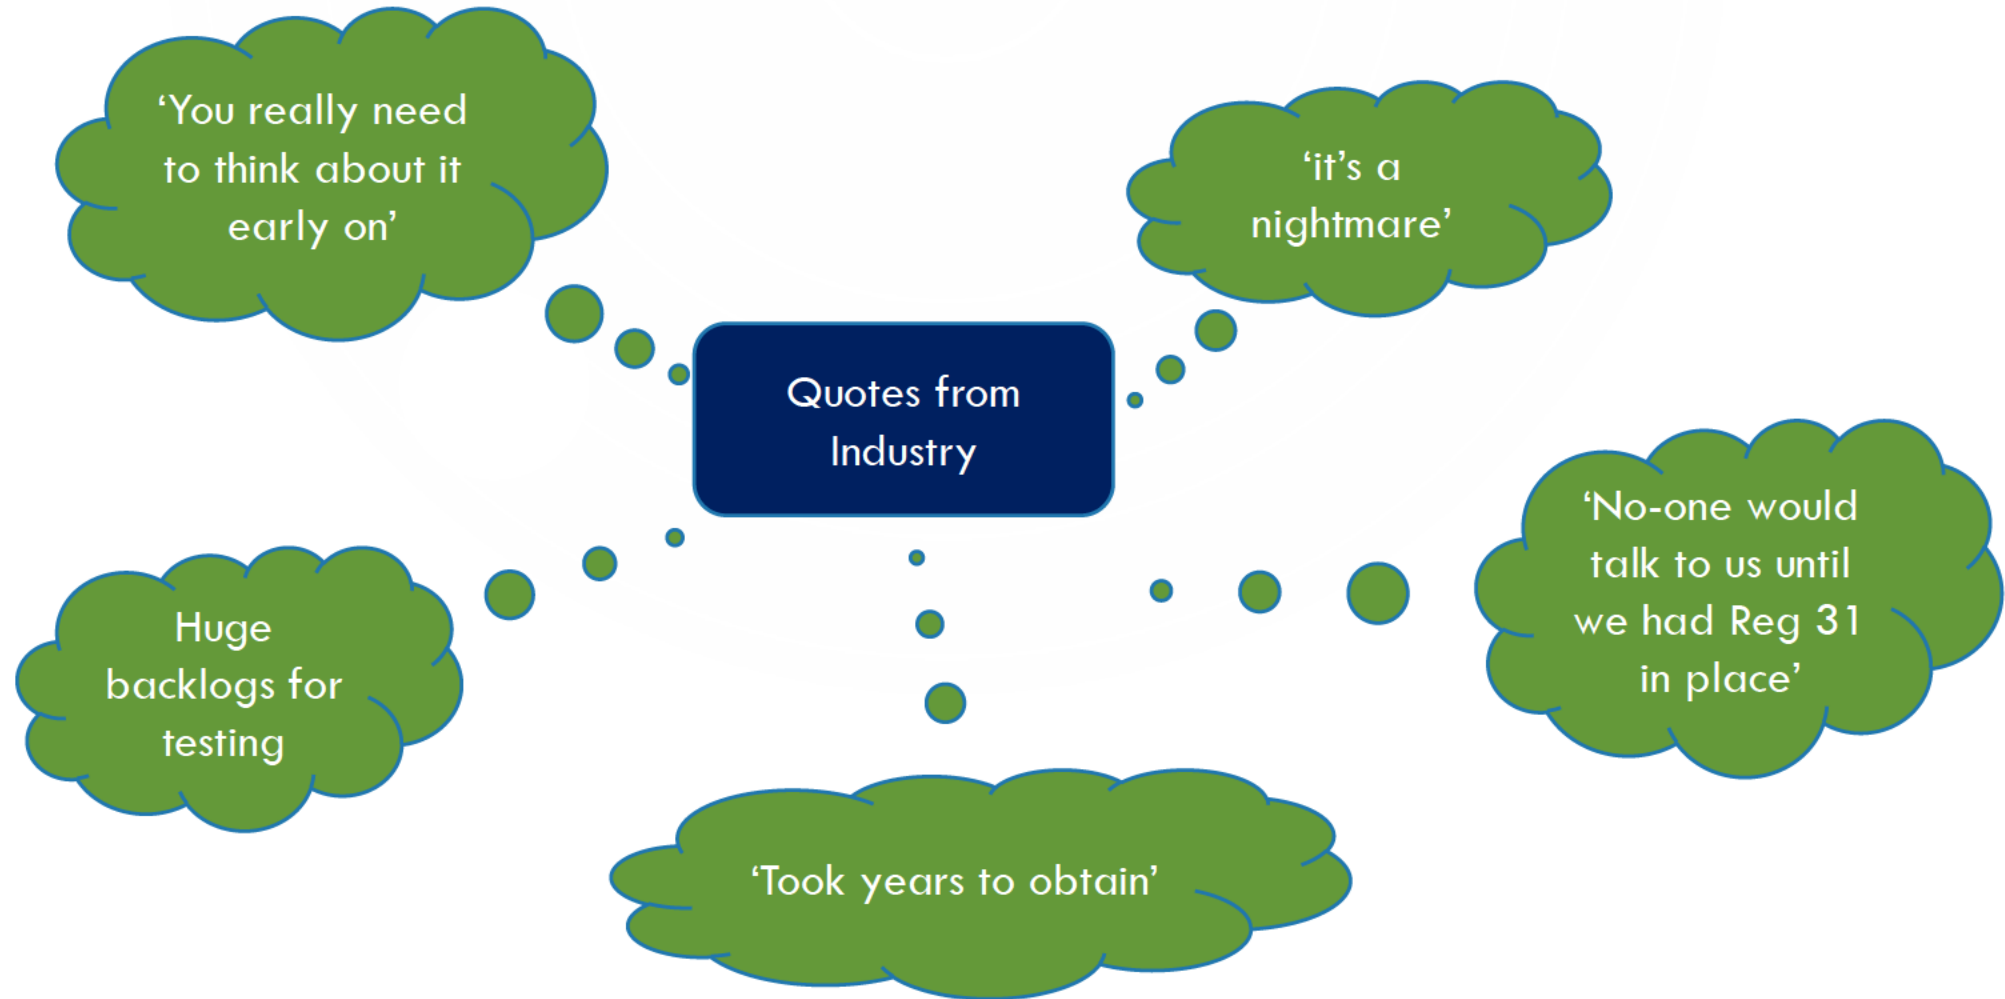 ‘You really need
to think about it
early on’
‘it’s a
nightmare’
Quotes from
Industry
‘No-one would
talk to us until
we had Reg 31
in place’
Huge
backlogs for
testing
‘Took years to obtain’